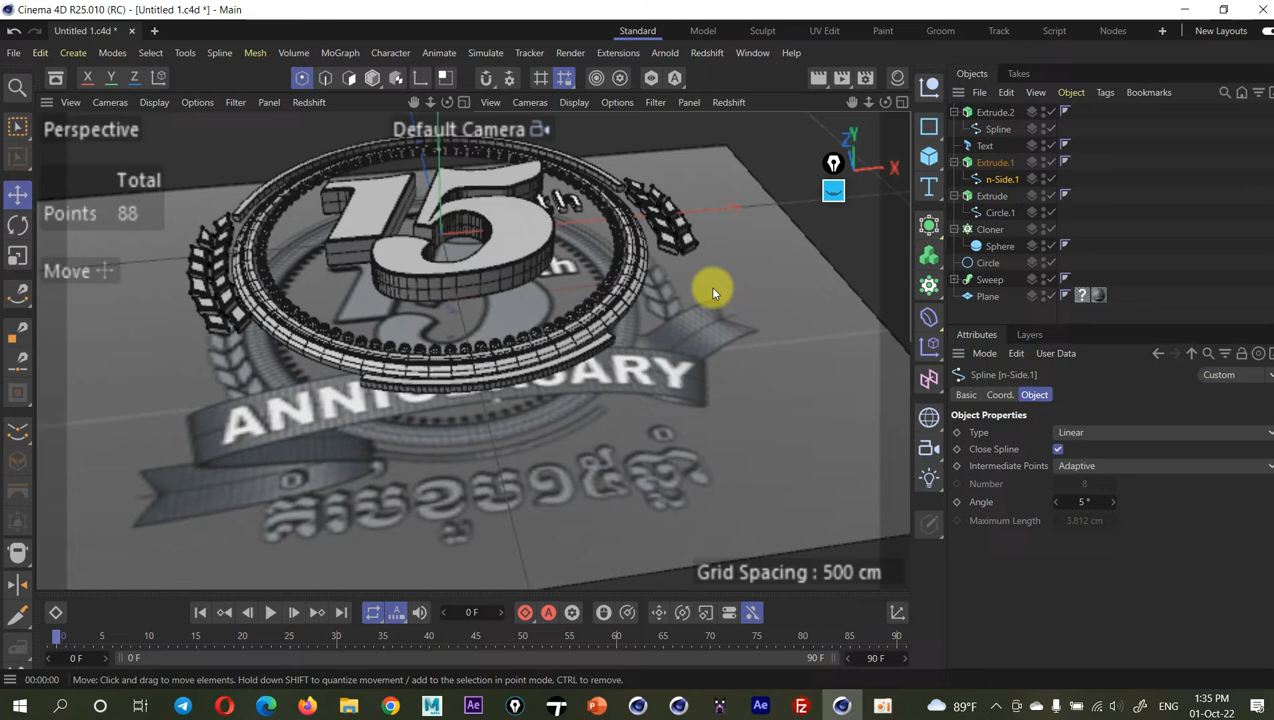 Cinema 4D R25.010 (RC) - [Untitled 1.c4d *] - Main
Untitled 1.c4d *
Standard Model Sculpt UV Edit Paint Groom Track Script Nodes New Layouts
File Edit Create Modes Select Tools Spline Mesh Volume MoGraph Character Animate Simulate Tracker Render Extensions Arnold Redshift Window Help
X Y Z
Objects Takes
File Edit View Object Tags Bookmarks
View Cameras Display Options Filter Panel Redshift View Cameras Display Options Filter Panel Redshift
Perspective
Default Camera
Total
Points 88
Move
Y
Z
X
15 th
th
ANNIVERSARY
Grid Spacing : 500 cm
Extrude.2
Spline
Text
Extrude.1
n-Side.1
Extrude
Circle.1
Cloner
Sphere
Circle
Sweep
Plane
Attributes Layers
Mode Edit User Data
Spline [n-Side.1]
Custom
Basic Coord. Object
Object Properties
Type Linear
Close Spline
Intermediate Points Adaptive
Number 8
Angle 5 °
Maximum Length 3.812 cm
0 F
0 5 10 15 20 25 30 35 40 45 50 55 60 65 70 75 80 85 90
0 F 0 F 90 F 90 F
00:00:00 Move: Click and drag to move elements. Hold down SHIFT to quantize movement / add to the selection in point mode, CTRL to remove.
89°F ENG
1:35 PM
01-Oct-22